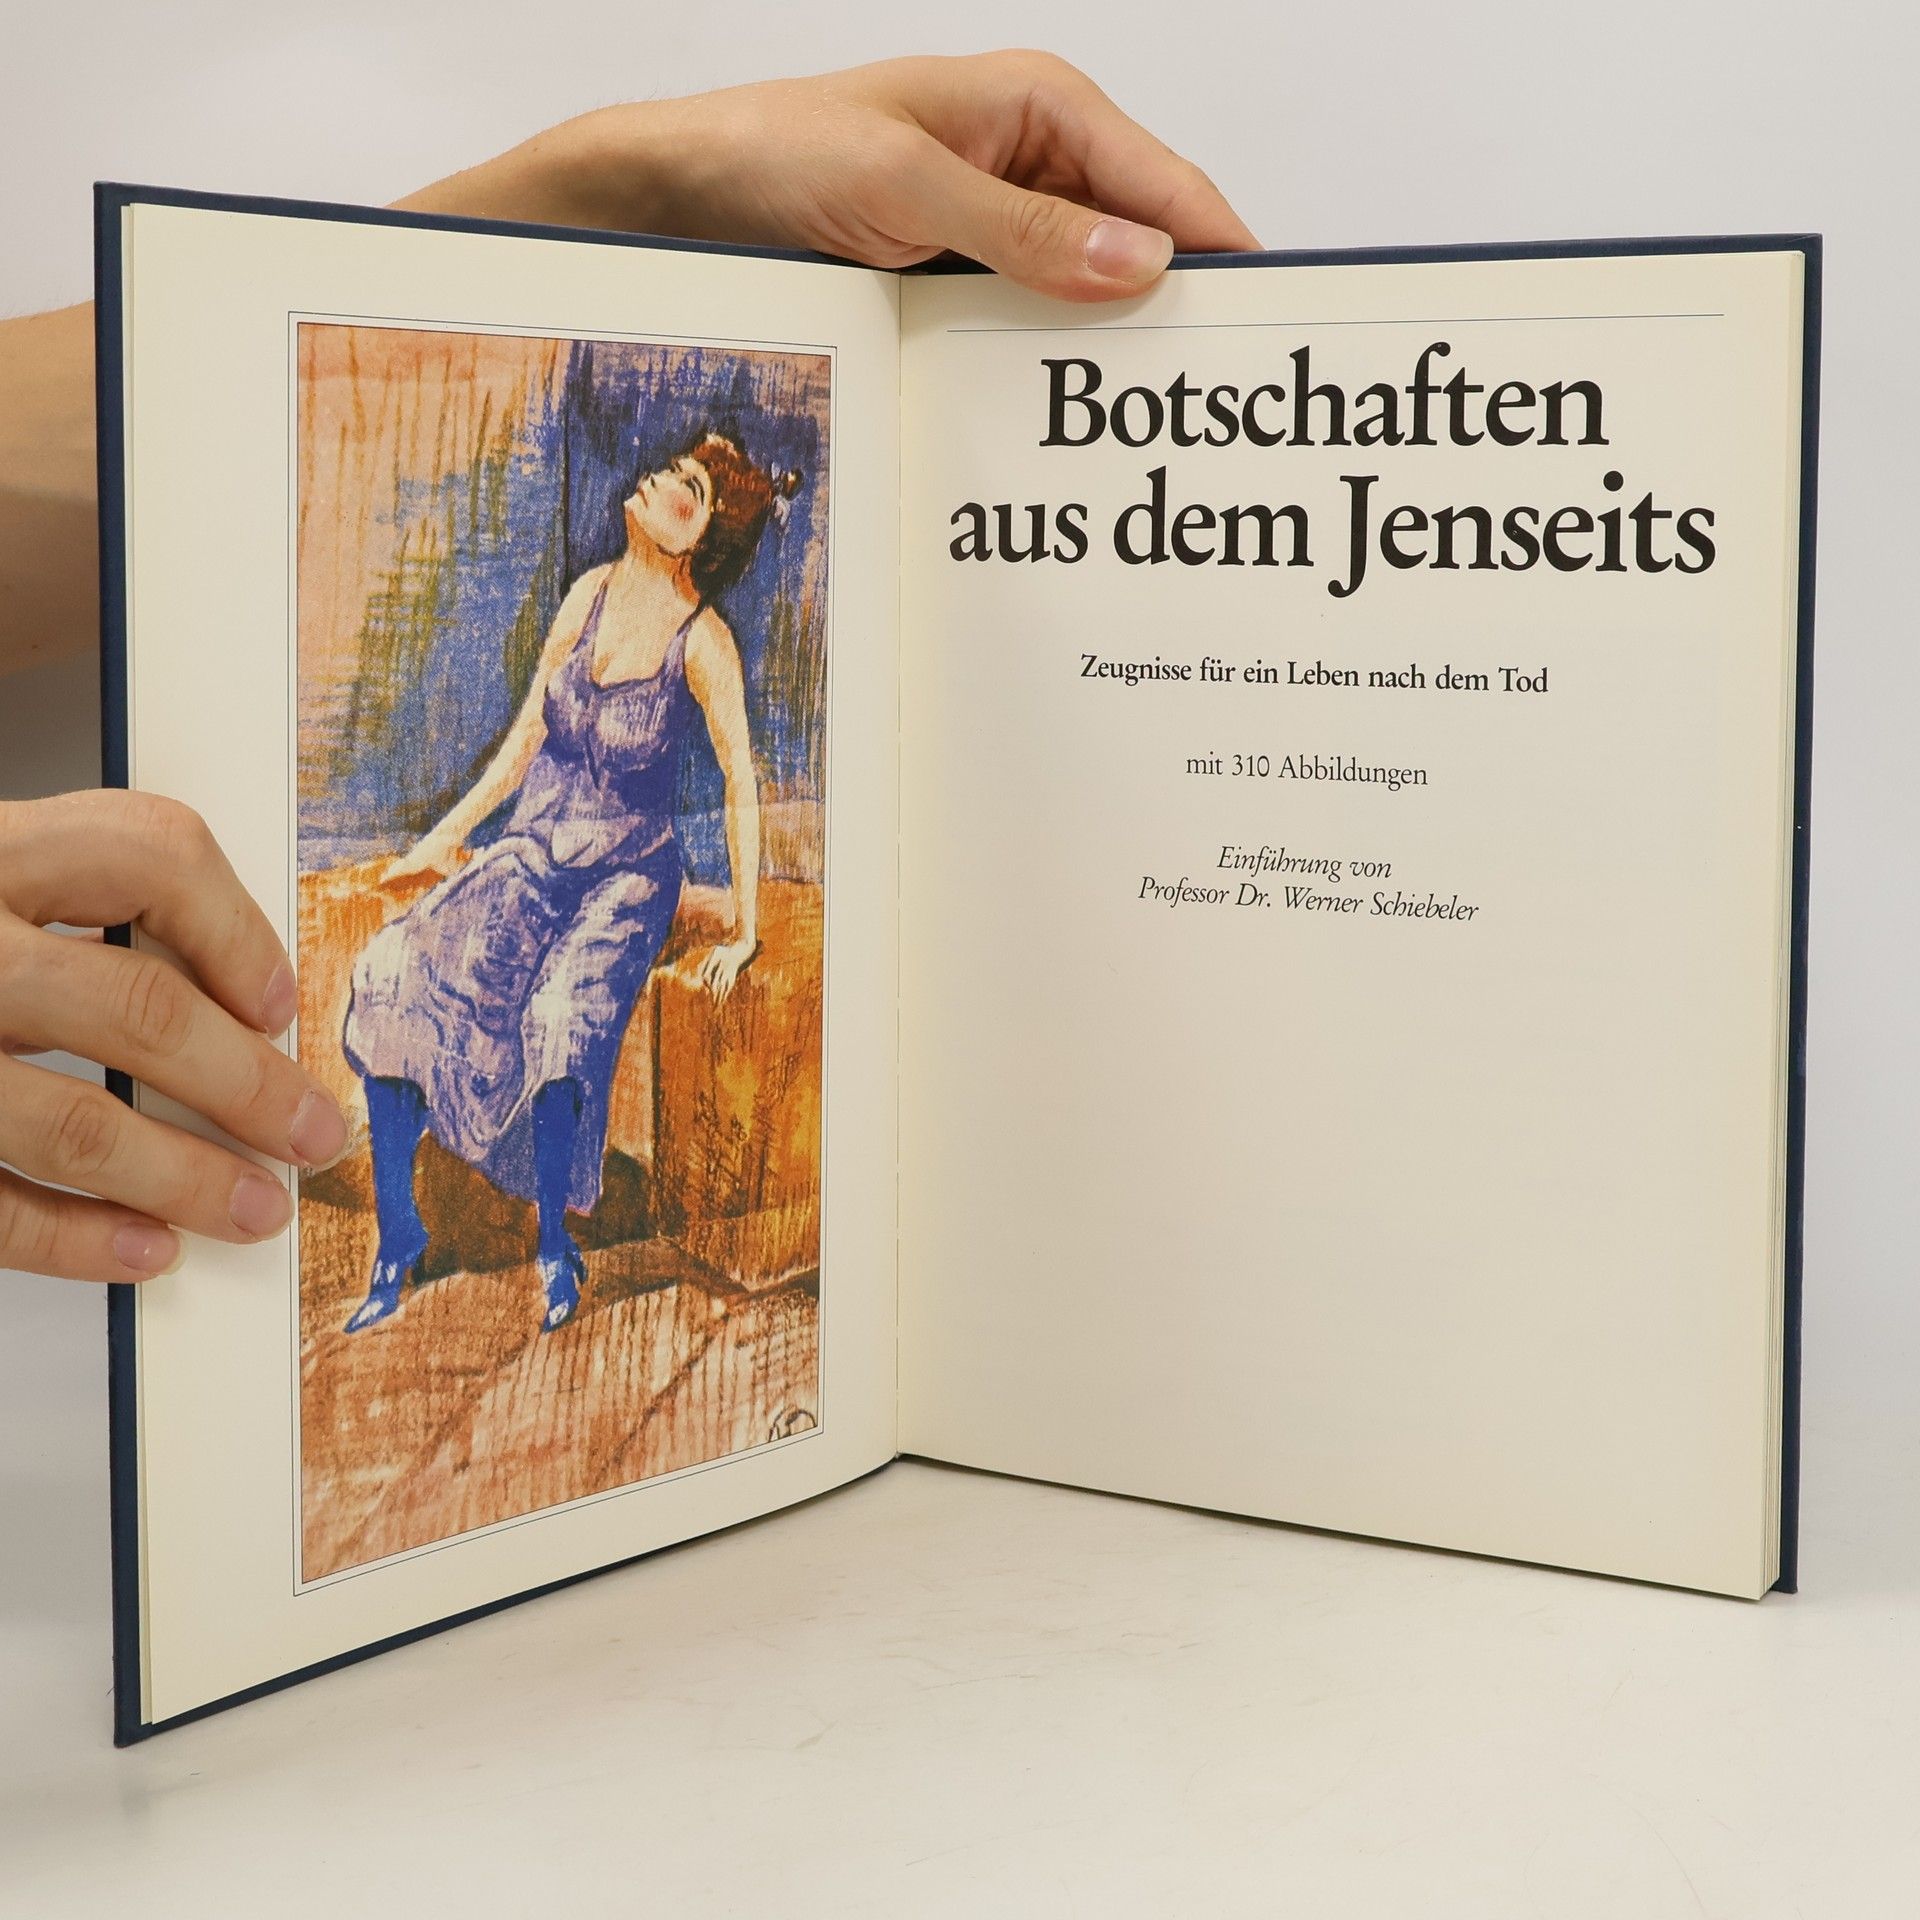 Botschaften
aus dem Jenseits
Zeugnisse für ein Leben nach dem Tod
mit 310 Abbildungen
Einführung von
Professor Dr. Werner Schiebeler